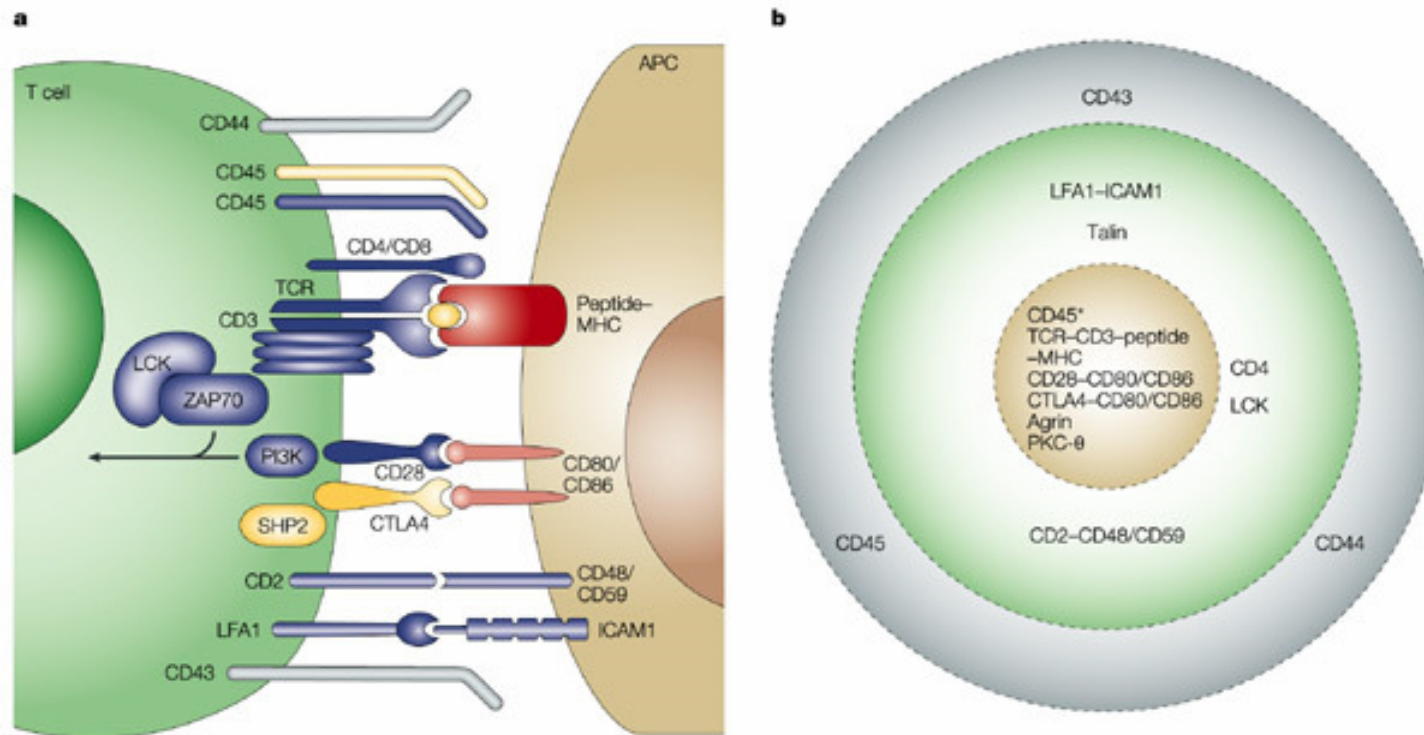 a
T cell
APC
CD44
CD45
CD45
CD4/CD8
TCR
CD3
Peptide–
MHC
LCK
ZAP70
PI3K
CD28
CD80/
CD86
SHP2
CTLA4
CD2
CD48/
CD59
LFA1
ICAM1
CD43
b
CD43
LFA1–ICAM1
Talin
CD45*
TCR–CD3–peptide
–MHC
CD28–CD80/CD86
CTLA4–CD80/CD86
Agrin
PKC-θ
CD4
LCK
CD2–CD48/CD59
CD45
CD44